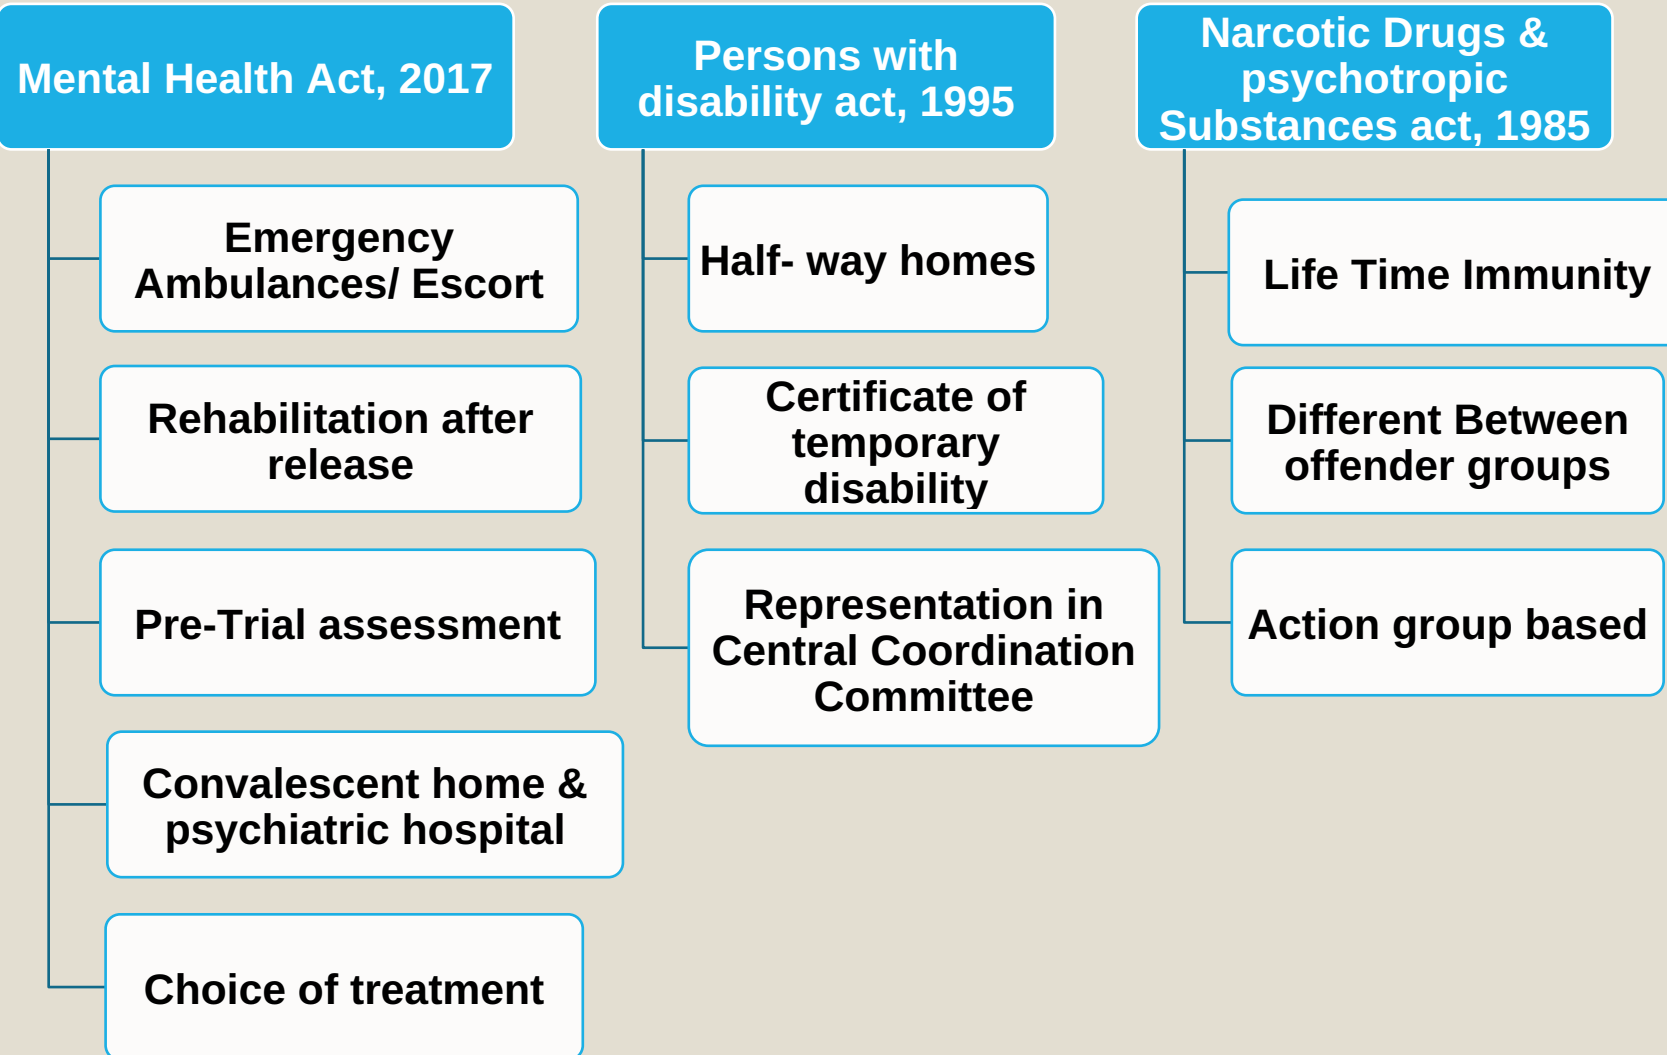 Mental Health Act, 2017
Emergency
Ambulances/ Escort
Rehabilitation after
release
Pre-Trial assessment
Convalescent home &
psychiatric hospital
Choice of treatment
Persons with
disability act, 1995
Half- way homes
Certificate of
temporary
disability
Representation in
Central Coordination
Committee
Narcotic Drugs &
psychotropic
Substances act, 1985
Life Time Immunity
Different Between
offender groups
Action group based